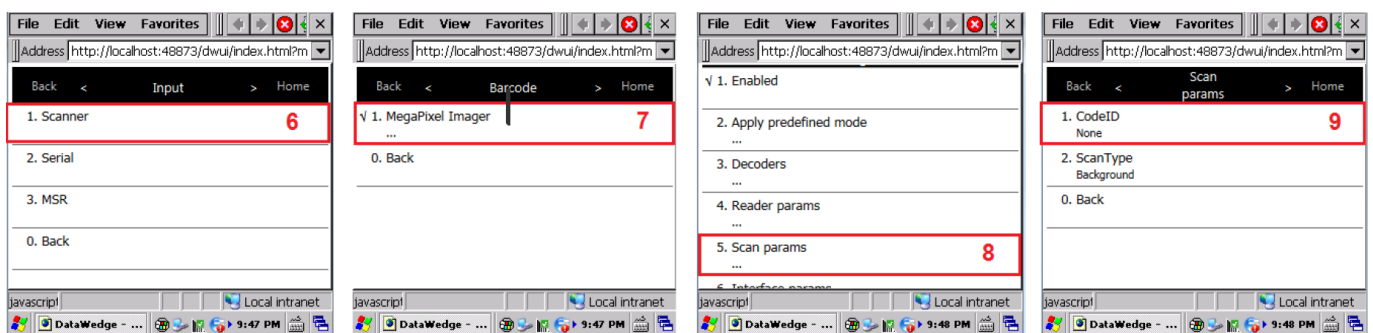 File Edit View Favorites
Address http://localhost:48873/dwui/index.html?m
Back < Input > Home
1. Scanner
6
2. Serial
3. MSR
0. Back
javascript
Local intranet
DataWedge - ... 9:47 PM
File Edit View Favorites
Address http://localhost:48873/dwui/index.html?m
Back < Barcode > Home
√ 1. MegaPixel Imager
...
7
0. Back
javascript
Local intranet
DataWedge - ... 9:47 PM
File Edit View Favorites
Address http://localhost:48873/dwui/index.html?m
√ 1. Enabled
2. Apply predefined mode
...
3. Decoders
...
4. Reader params
...
5. Scan params
...
8
6. Interface params
javascript
Local intranet
DataWedge - ... 9:48 PM
File Edit View Favorites
Address http://localhost:48873/dwui/index.html?m
Back < Scan params > Home
1. CodeID
None
9
2. ScanType
Background
0. Back
javascript
Local intranet
DataWedge - ... 9:48 PM